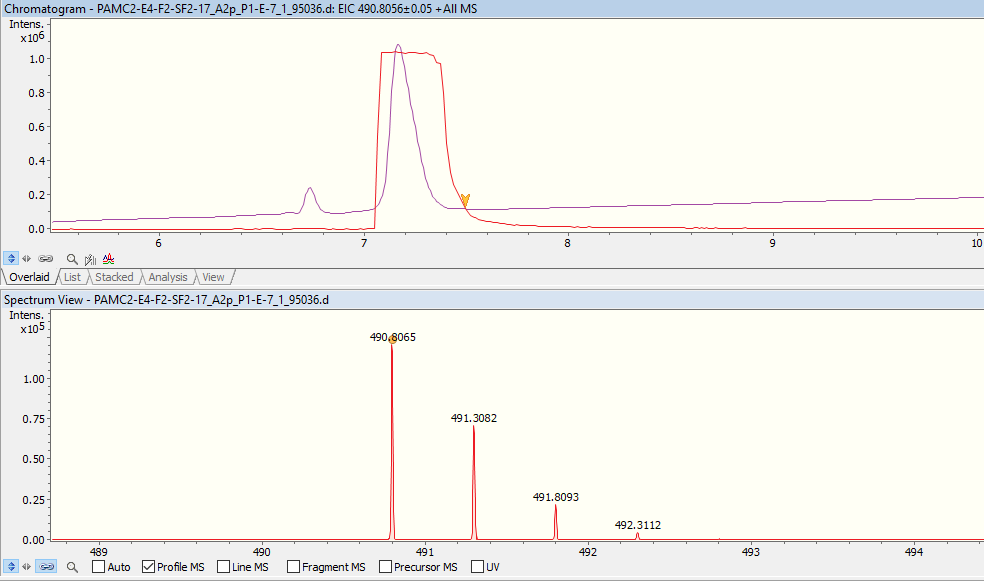 Chromatogram - PAMC2-E4-F2-SF2-17_A2p_P1-E-7_1_95036.d: EIC 490.8056±0.05 +All MS
Intens.
x10⁶
1.0
0.8
0.6
0.4
0.2
0.0
6 7 8 9 10
Overlaid List Stacked Analysis View
Spectrum View - PAMC2-E4-F2-SF2-17_A2p_P1-E-7_1_95036.d
Intens.
x10⁵
490.8065
1.00
491.3082
0.75
0.50
491.8093
0.25
492.3112
0.00
489 490 491 492 493 494
Auto Profile MS Line MS Fragment MS Precursor MS UV